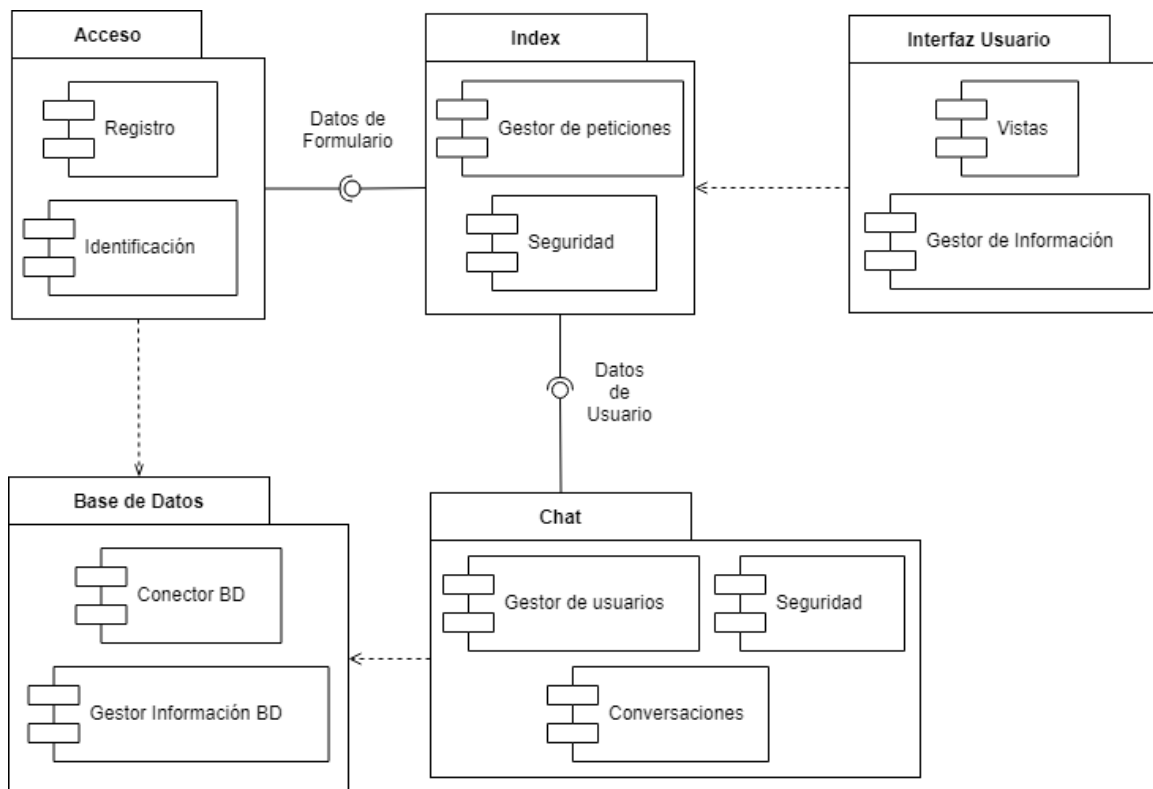 Acceso
Registro
Identificación
Datos de
Formulario
Index
Gestor de peticiones
Seguridad
Interfaz Usuario
Vistas
Gestor de Información
Datos
de
Usuario
Base de Datos
Conector BD
Gestor Información BD
Chat
Gestor de usuarios
Seguridad
Conversaciones